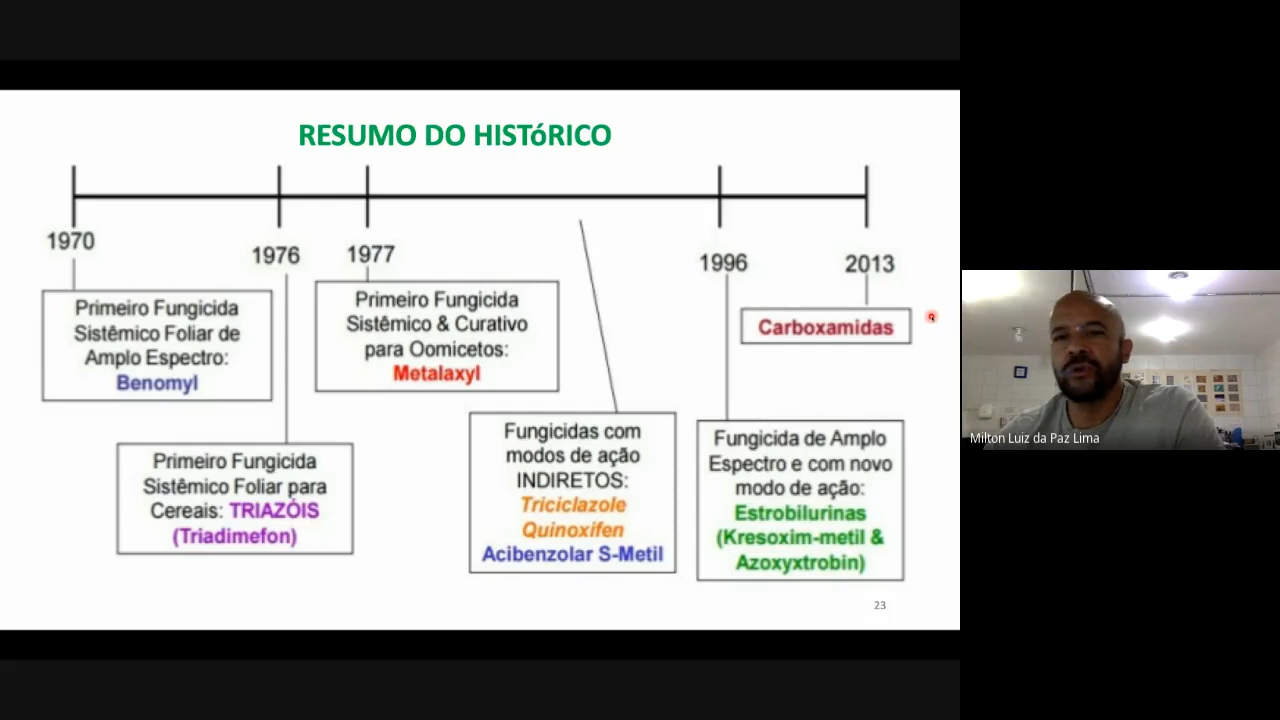 RESUMO DO HISTóRICO
1970
1976
1977
1996
2013
Primeiro Fungicida
Sistêmico Foliar de
Amplo Espectro:
Benomyl
Primeiro Fungicida
Sistêmico Foliar para
Cereais: TRIAZÓIS
(Triadimefon)
Primeiro Fungicida
Sistêmico & Curativo
para Oomicetos:
Metalaxyl
Fungicidas com
modos de ação
INDIRETOS:
Triciclazole
Quinoxifen
Acibenzolar S-Metil
Fungicida de Amplo
Espectro e com novo
modo de ação:
Estrobilurinas
(Kresoxim-metil &
Azoxyxtrobin)
Carboxamidas
23
Milton Luiz da Paz Lima